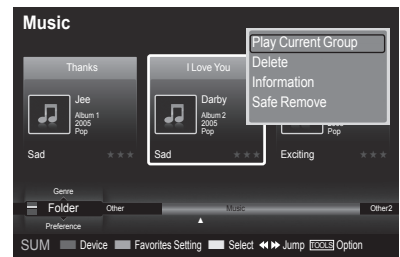 Music
Play Current Group
Delete
Information
Safe Remove
Thanks
I Love You
Jee
Album 1
2005
Pop
Darby
Album 2
2005
Pop
Pop
Sad
Sad
Exciting
Genre
Folder
Preference
Other
Music
Other2
SUM
Device
Favorites Setting
Select
Jump
TOOLS Option